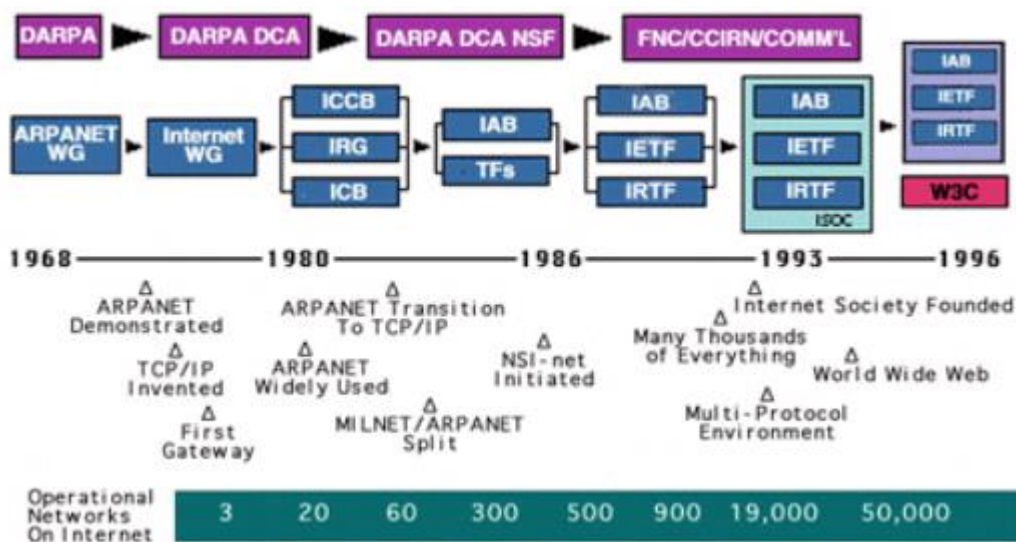 DARPA
DARPA DCA
DARPA DCA NSF
FNC/CCIRN/COMM'L
ARPANET
WG
Internet
WG
ICCB
IRG
ICB
IAB
TFs
IAB
IETF
IRTF
IAB
IETF
IRTF
ISOC
IAB
IETF
IRTF
W3C
1968
1980
1986
1993
1996
ARPANET
Demonstrated
TCP/IP
Invented
First
Gateway
ARPANET Transition
To TCP/IP
ARPANET
Widely Used
MILNET/ARPANET
Split
NSI-net
Initiated
Internet Society Founded
Many Thousands
of Everything
World Wide Web
Multi-Protocol
Environment
Operational
Networks
On Internet
3 20 60 300 500 900 19,000 50,000